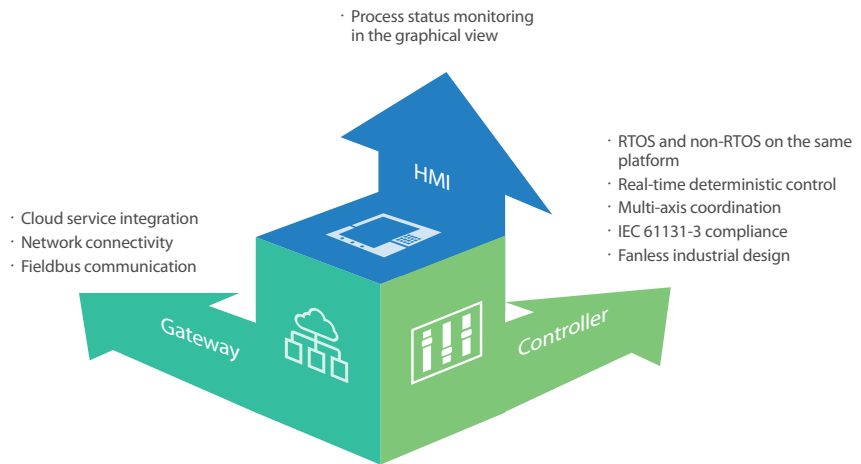 · Process status monitoring
in the graphical view
HMI
· RTOS and non-RTOS on the same
platform
· Real-time deterministic control
· Multi-axis coordination
· IEC 61131-3 compliance
· Fanless industrial design
· Cloud service integration
· Network connectivity
· Fieldbus communication
Gateway
Controller